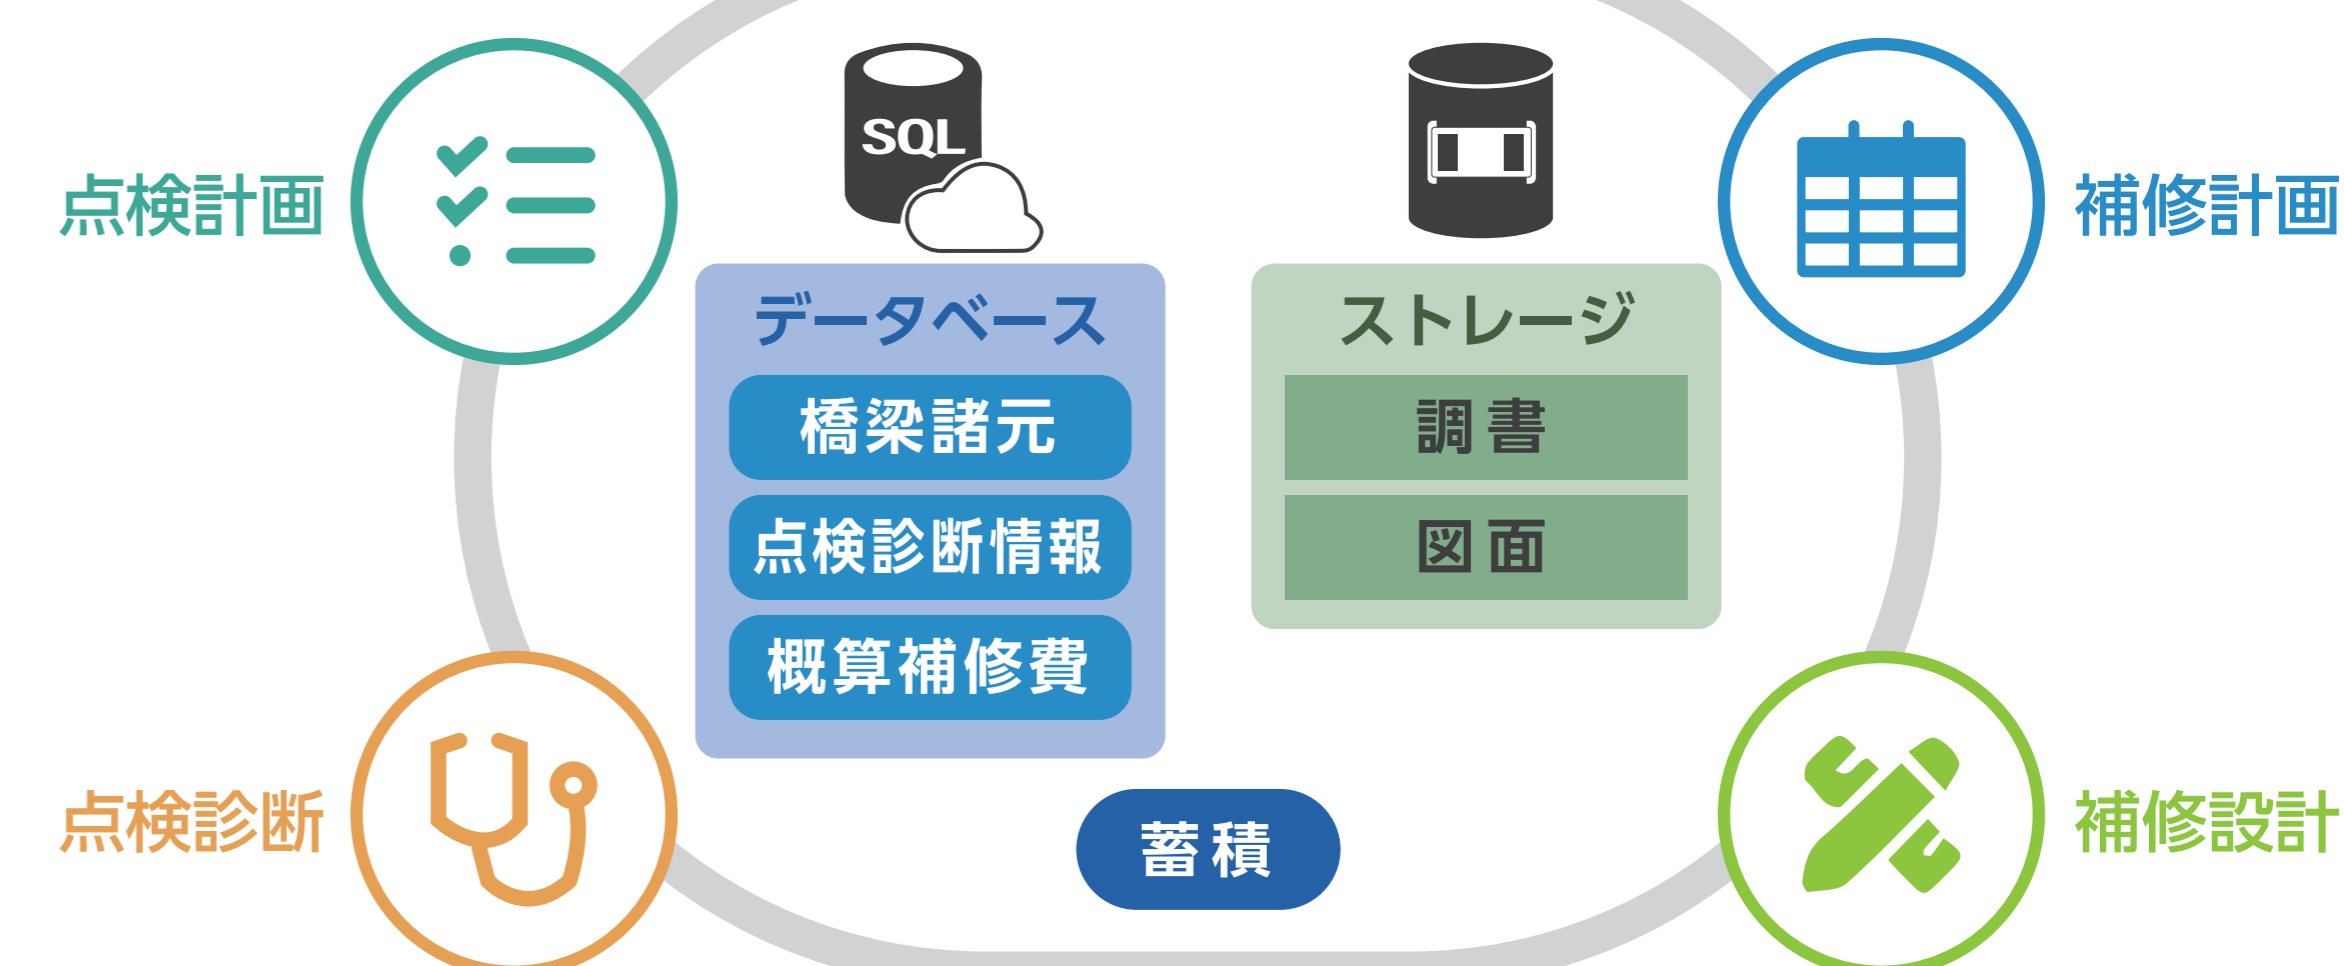 点検計画
SQL
補修計画
データベース
橋梁諸元
点検診断情報
概算補修費
ストレージ
調書
図面
点検診断
蓄積
補修設計